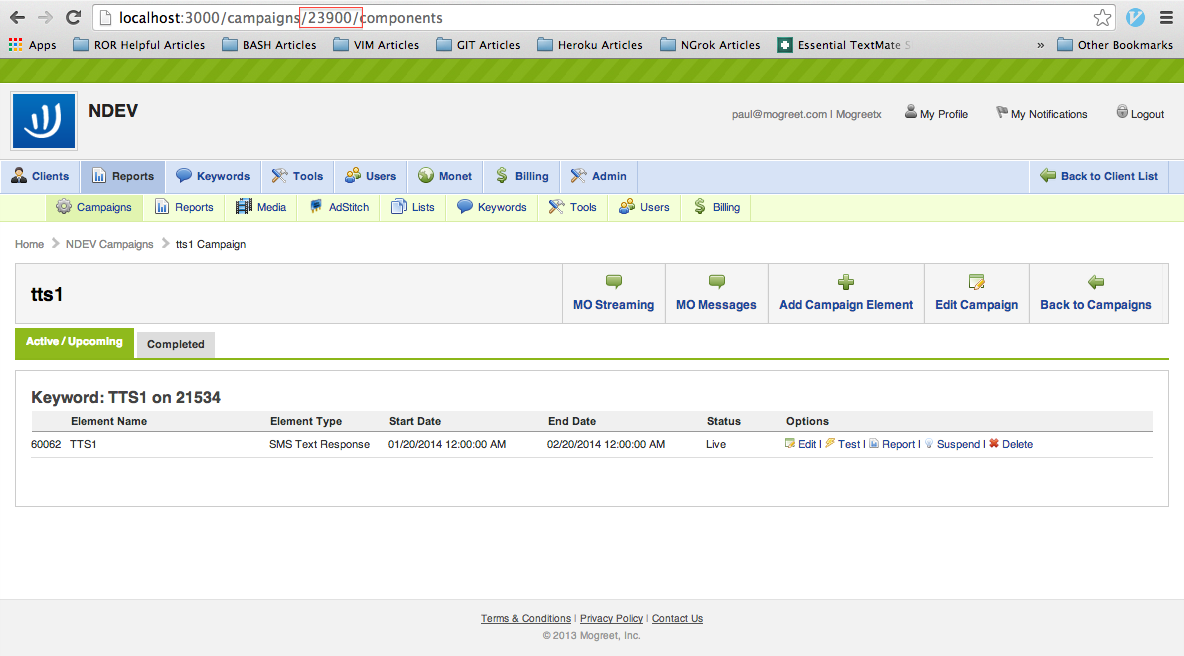 localhost:3000/campaigns/23900/components
Apps ROR Helpful Articles BASH Articles VIM Articles GIT Articles Heroku Articles NGrok Articles Essential TextMate » Other Bookmarks
NDEV
paul@mogreet.com | Mogreetx My Profile My Notifications Logout
Clients Reports Keywords Tools Users Monet Billing Admin Back to Client List
Campaigns Reports Media AdStitch Lists Keywords Tools Users Billing
Home NDEV Campaigns tts1 Campaign
tts1
MO Streaming MO Messages Add Campaign Element Edit Campaign Back to Campaigns
Active / Upcoming Completed
Keyword: TTS1 on 21534
Element Name Element Type Start Date End Date Status Options
60062 TTS1 SMS Text Response 01/20/2014 12:00:00 AM 02/20/2014 12:00:00 AM Live Edit | Test | Report | Suspend | Delete
Terms & Conditions | Privacy Policy | Contact Us
© 2013 Mogreet, Inc.